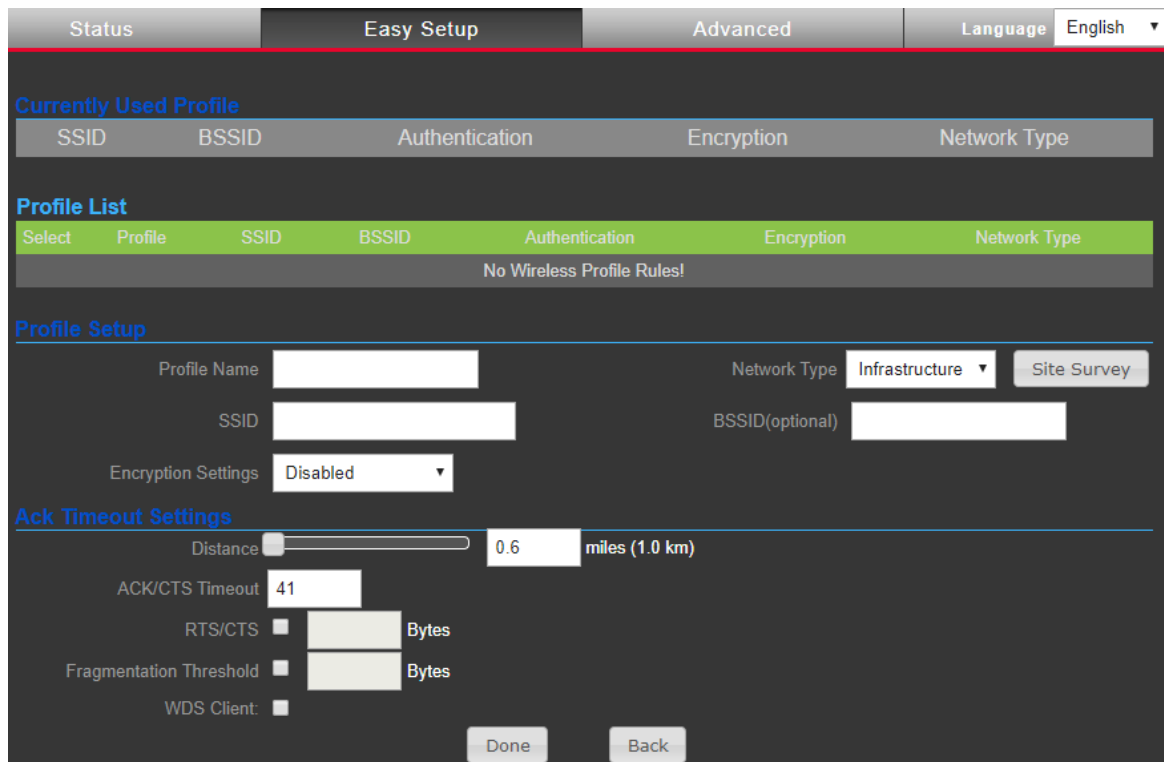 Status Easy Setup Advanced Language English
Currently Used Profile
SSID BSSID Authentication Encryption Network Type
Profile List
Select Profile SSID BSSID Authentication Encryption Network Type
No Wireless Profile Rules!
Profile Setup
Profile Name Network Type Infrastructure Site Survey
SSID BSSID(optional)
Encryption Settings Disabled
Ack Timeout Settings
Distance 0.6 miles (1.0 km)
ACK/CTS Timeout 41
RTS/CTS Bytes
Fragmentation Threshold Bytes
WDS Client:
Done Back